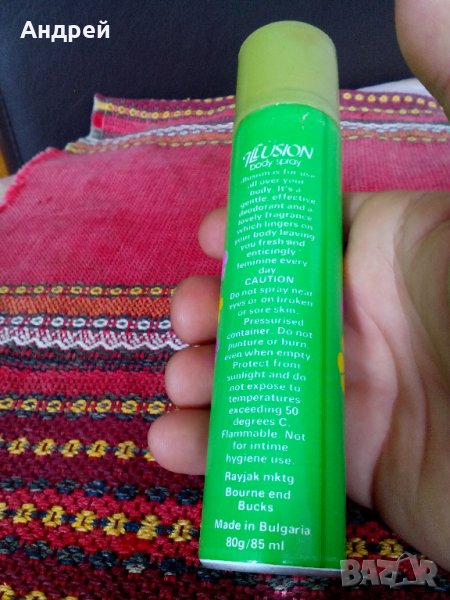 Андрей
ILLUSION
body spray
Illusion is for use
all over your
body. It's a
gentle, effective
deodorant and a
lovely fragrance
which lingers on
your body leaving
you fresh and
enticingly
feminine every
day.
CAUTION
Do not spray near
eyes or on broken
or sore skin.
Pressurised
container. Do not
punture or burn,
even when empty
Protect from
sunlight and do
not expose to
temperatures
exceeding 50
degrees C.
Flammable. Not
for intime
hygiene use.
Rayjak mktg
Bourne end
Bucks
Made in Bulgaria
80g/85 ml
BAZAR